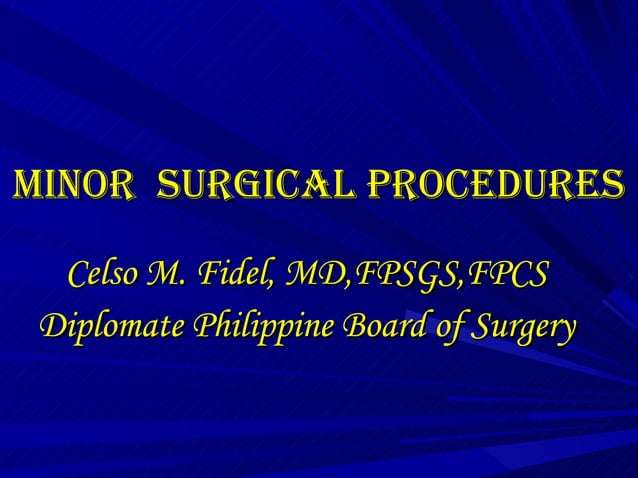 MINOR SURGICAL PROCEDURES
Celso M. Fidel, MD,FPSGS,FPCS
Diplomate Philippine Board of Surgery